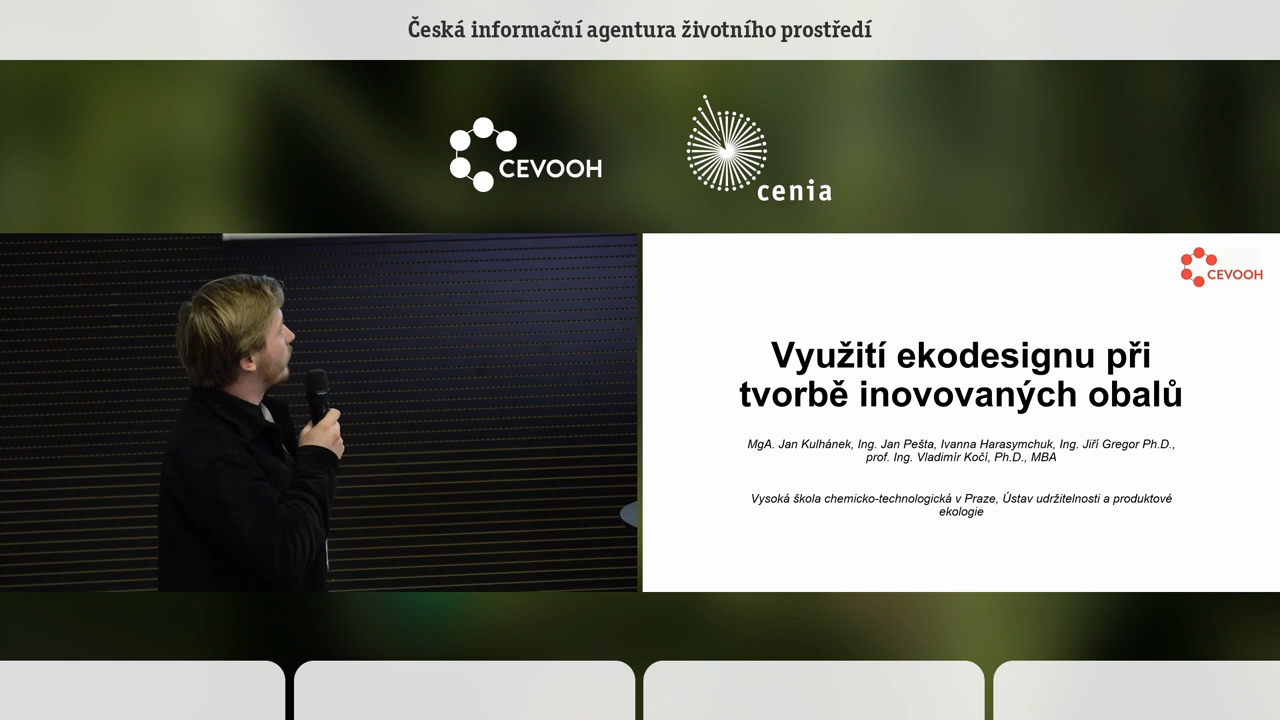 Česká informační agentura životního prostředí
CEVOOH
cenia
CEVOOH
Využití ekodesignu při
tvorbě inovovaných obalů
MgA. Jan Kulhánek, Ing. Jan Pešta, Ivanna Harasymchuk, Ing. Jiří Gregor Ph.D.,
prof. Ing. Vladimír Kočí, Ph.D., MBA
Vysoká škola chemicko-technologická v Praze, Ústav udržitelnosti a produktové
ekologie